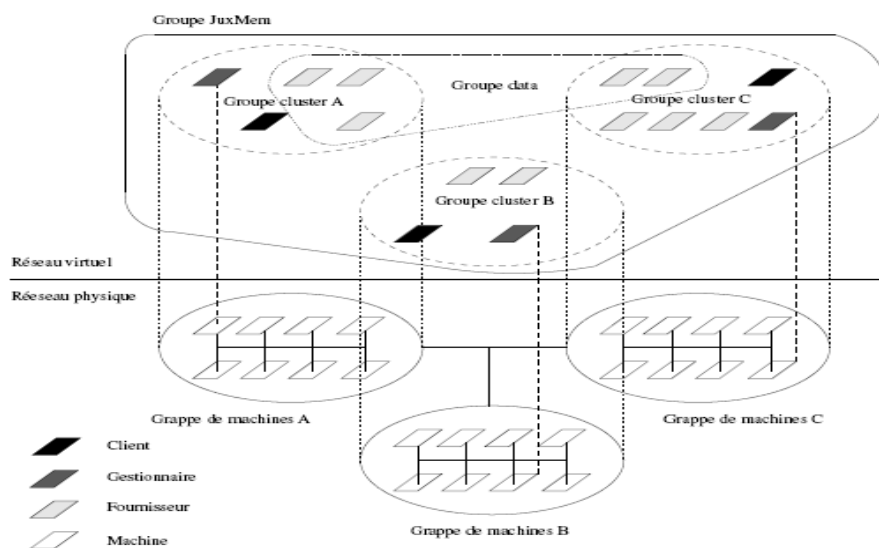 Groupe JuxMem
Groupe cluster A
Groupe data
Groupe cluster C
Groupe cluster B
Réseau virtuel
Réeseau physique
Grappe de machines A
Grappe de machines C
Grappe de machines B
Client
Gestionnaire
Fournisseur
Machine